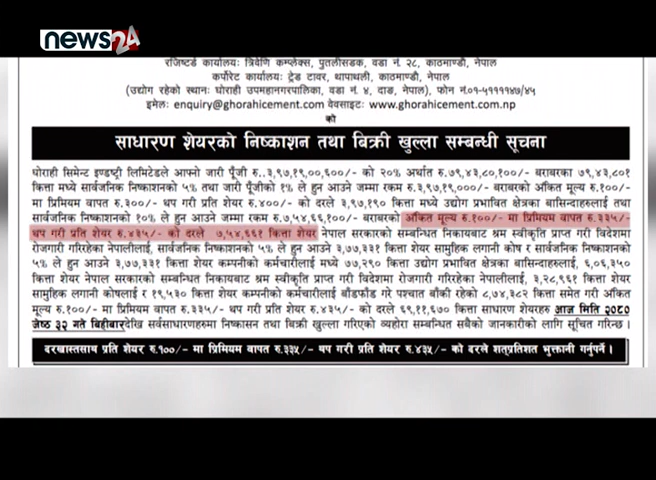 news24
रजिष्टर्ड कार्यालयः त्रिवेणि कम्प्लेक्स, पुतलीसडक, वडा नं. २८, काठमाण्डौ, नेपाल
कर्पोरेट कार्यालयः ट्रेड टावर, थापाथली, काठमाण्डौ, नेपाल
(उद्योग रहेको स्थानः घोराही उपमहानगरपालिका, वडा नं. ४, दाङ, नेपाल), फोन नं.०१-५१११४७/४५
इमेलः enquiry@ghorahicement.com वेवसाइटः www.ghorahicement.com.np
को
साधारण शेयरको निष्काशन तथा बिक्री खुल्ला सम्बन्धी सूचना
घोराही सिमेन्ट इण्डष्ट्री लिमिटेडले आफ्नो जारी पूँजी रु..३,९७,१९,००,६००/- को २०% अर्थात रु.७९,४३,८०,१००/- बराबरका ७९,४३,८०१
कित्ता मध्ये सार्वजनिक निष्काशनको ५% तथा जारी पूँजीको १% ले हुन आउने जम्मा रकम रु.३,९७,१९,०००/- बराबरको अंकित मूल्य रु.१००/-
मा प्रिमियम वापत रु.३००/- थप गरी प्रति शेयर रु.४००/- को दरले ३,९७,१९० कित्ता मध्ये उद्योग प्रभावित क्षेत्रका बासिन्दाहरुलाई तथा
सार्वजनिक निष्काशनको १०% ले हुन आउने जम्मा रकम रु.७,५४,६६,१००/- बराबरको अंकित मूल्य रु.१००/- मा प्रिमियम वापत रु.३३५/-
थप गरी प्रति शेयर रु.४३५/- को दरले ७,५४,६६१ कित्ता शेयर नेपाल सरकारको सम्बन्धित निकायबाट श्रम स्वीकृति प्राप्त गरी विदेशमा
रोजगारी गरिरहेका नेपालीलाई, सार्वजनिक निष्काशनको ५% ले हुन आउने ३,७७,३३१ कित्ता शेयर सामुहिक लगानी कोष र सार्वजनिक निष्काशनको
५% ले हुन आउने ३,७७,३३१ कित्ता शेयर कम्पनीको कर्मचारीलाई मध्ये ७७,२९० कित्ता उद्योग प्रभावित क्षेत्रका बासिन्दालाई, ६,०६,३५०
कित्ता शेयर नेपाल सरकारको सम्बन्धित निकायबाट श्रम स्वीकृति प्राप्त गरी विदेशमा रोजगारी गरिरहेका नेपालीलाई, ३,२८,९६१ कित्ता शेयर
सामुहिक लगानी कोषलाई र १९,५३० कित्ता शेयर कम्पनीको कर्मचारीलाई बाँडफाँड गरे पश्चात बाँकी रहेको ८,७४,३८२ कित्ता समेत गरी अंकित
मूल्य रु.१००/- मा प्रिमियम वापत रु.३३५/- थप गरी प्रति शेयर रु.४३५/- को दरले ६९,११,६७० कित्ता साधारण शेयरहरु आज मिति २०८०
जेष्ठ ३२ गते बिहीबारदेखि सर्वसाधारणहरुमा निष्कासन तथा बिक्री खुल्ला गरिएको व्यहोरा सम्बन्धित सबैको जानकारीको लागि सूचित गरिन्छ ।
दरखास्तसाथ प्रति शेयर रु.१००/- मा प्रिमियम वापत रु.३३५/- थप गरी प्रति शेयर रु.४३५/- को दरले शत्‌प्रतिशत भुक्तानी गर्नुपर्ने ।